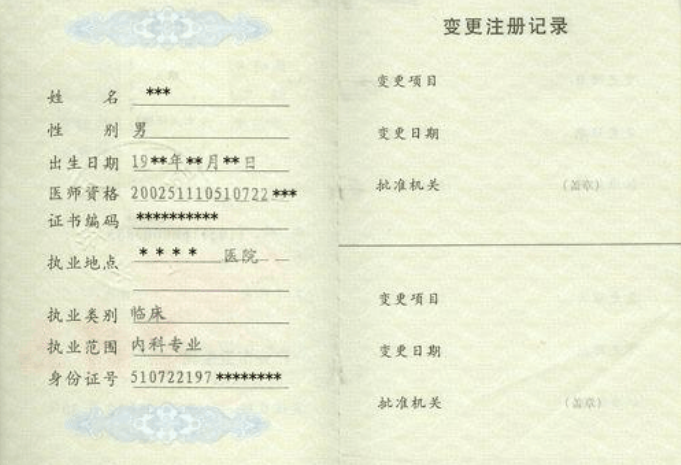 姓 名 ***
性 别 男
出生日期 19**年**月**日
医师资格 200251110510722***
证书编码 **********
执业地点 **** 医院
执业类别 临床
执业范围 内科专业
身份证号 510722197********
变更注册记录
变更项目
变更日期
批准机关 (盖章)
变更项目
变更日期
批准机关 (盖章)